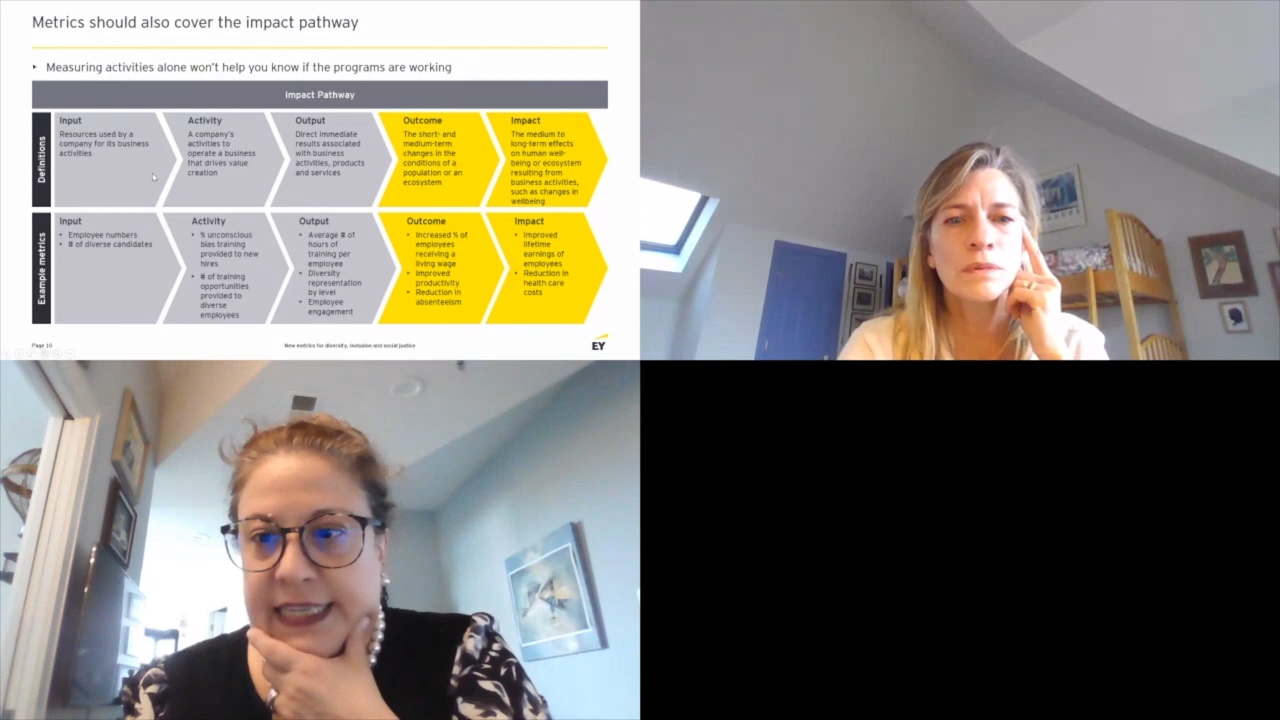 Metrics should also cover the impact pathway
Measuring activities alone won't help you know if the programs are working
Impact Pathway
Definitions
Input
Resources used by a
company for its business
activities
Activity
A company's
activities to
operate a business
that drives value
creation
Output
Direct immediate
results associated
with business
activities, products
and services
Outcome
The short- and
medium-term
changes in the
conditions of a
population or an
ecosystem
Impact
The medium to
long-term effects
on human well-
being or ecosystem
resulting from
business activities,
such as changes in
wellbeing
Example metrics
Input
• Employee numbers
• # of diverse candidates
Activity
• % unconscious
bias training
provided to new
hires
• # of training
opportunities
provided to
diverse
employees
Output
• Average # of
hours of
training per
employee
• Diversity
representation
by level
• Employee
engagement
Outcome
• Increased % of
employees
receiving a
living wage
• Improved
productivity
• Reduction in
absenteeism
Impact
• Improved
lifetime
earnings of
employees
• Reduction in
health care
costs
Page 10
New metrics for diversity, inclusion and social justice
EY